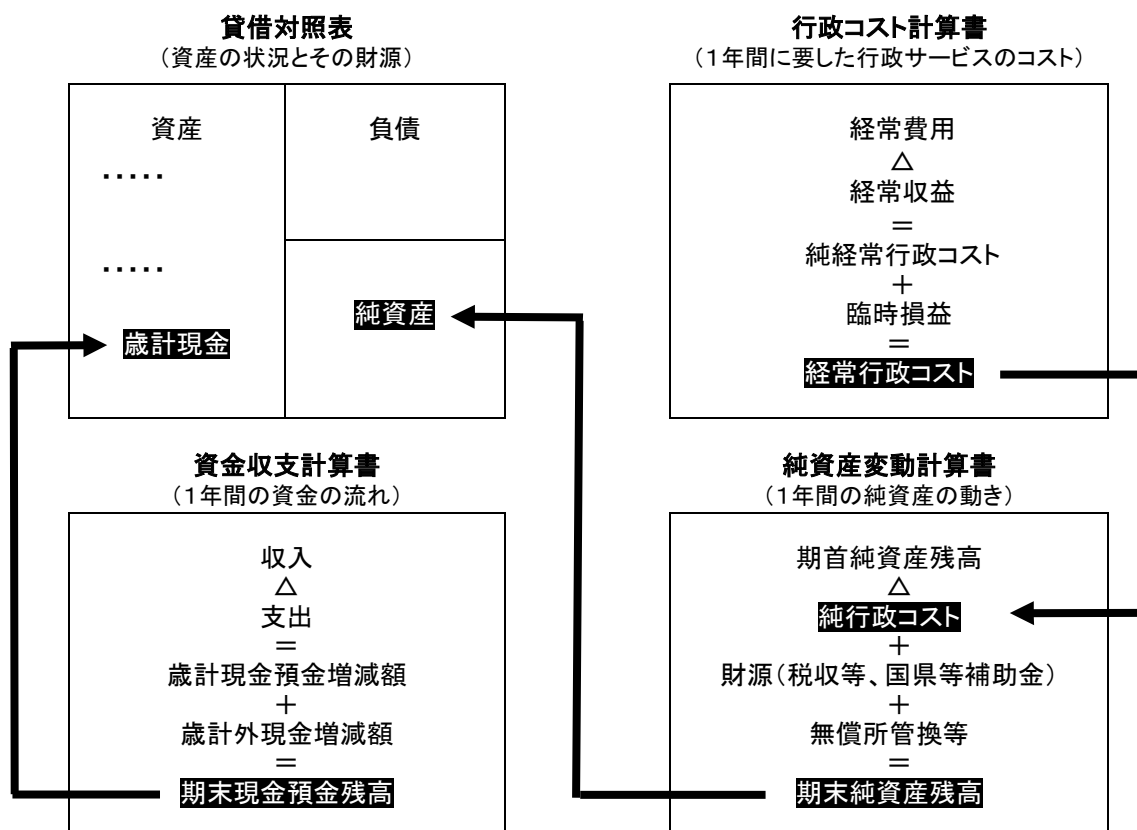 貸借対照表
（資産の状況とその財源）
資産
負債
・・・・・
・・・・・
純資産
歳計現金
行政コスト計算書
（１年間に要した行政サービスのコスト）
経常費用
△
経常収益
＝
純経常行政コスト
＋
臨時損益
＝
経常行政コスト
資金収支計算書
（１年間の資金の流れ）
収入
△
支出
＝
歳計現金預金増減額
＋
歳計外現金増減額
＝
期末現金預金残高
純資産変動計算書
（１年間の純資産の動き）
期首純資産残高
△
純行政コスト
＋
財源（税収等、国県等補助金）
＋
無償所管換等
＝
期末純資産残高